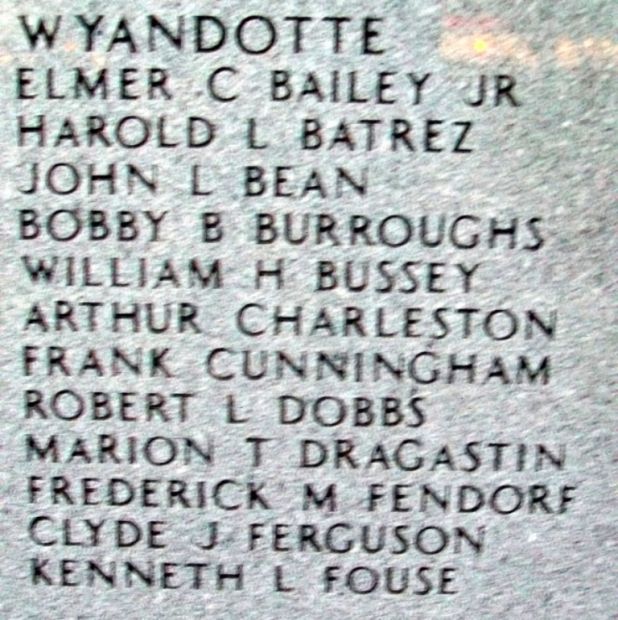 WYANDOTTE
ELMER C BAILEY JR
HAROLD L BATREZ
JOHN L BEAN
BOBBY B BURROUGHS
WILLIAM H BUSSEY
ARTHUR CHARLESTON
FRANK CUNNINGHAM
ROBERT L DOBBS
MARION T DRAGASTIN
FREDERICK M FENDORF
CLYDE J FERGUSON
KENNETH L FOUSE